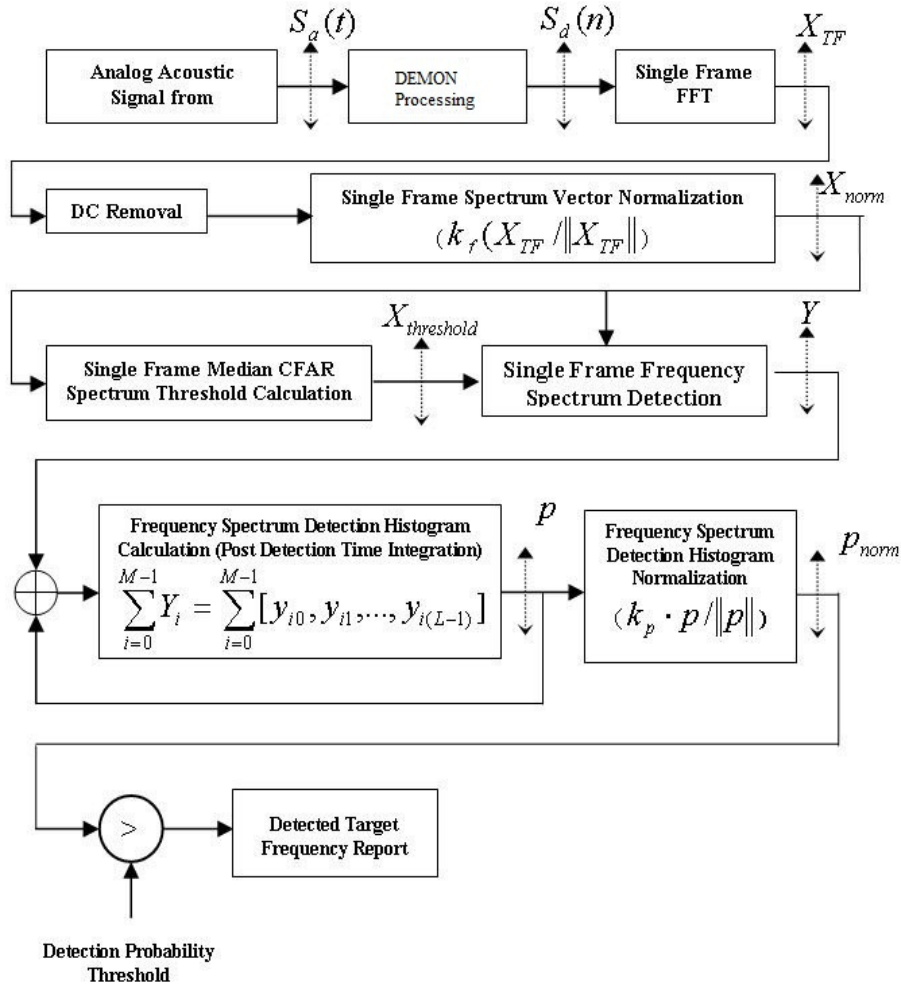 S_a(t)
S_d(n)
X_TF
Analog Acoustic
Signal from
DEMON
Processing
Single Frame
FFT
DC Removal
Single Frame Spectrum Vector Normalization
(k_f(X_TF/‖X_TF‖)
X_norm
X_threshold
Y
Single Frame Median CFAR
Spectrum Threshold Calculation
Single Frame Frequency
Spectrum Detection
Frequency Spectrum Detection Histogram
Calculation (Post Detection Time Integration)
∑_{i=0}^{M-1} Y_i = ∑_{i=0}^{M-1} [y_{i0}, y_{i1},..., y_{i(L-1)}]
p
Frequency Spectrum
Detection Histogram
Normalization
(k_p · p/‖p‖)
p_norm
>
Detected Target
Frequency Report
Detection Probability
Threshold